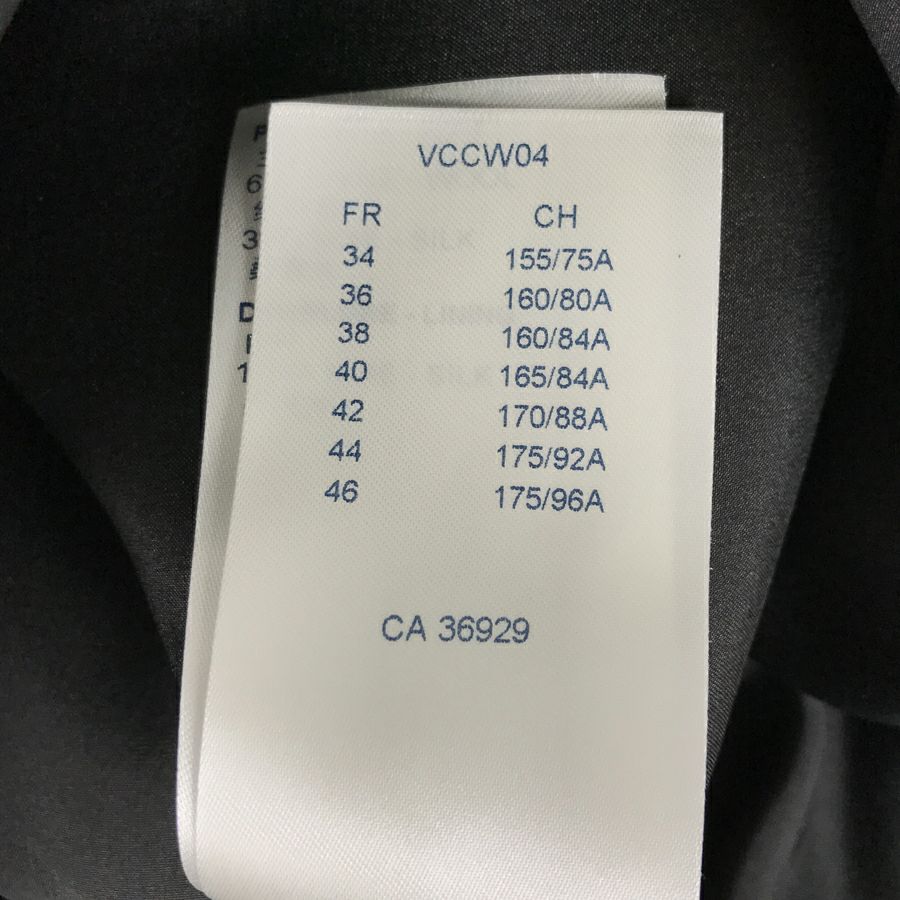 VCCW04
FR CH
34 155/75A
36 160/80A
38 160/84A
40 165/84A
42 170/88A
44 175/92A
46 175/96A
CA 36929